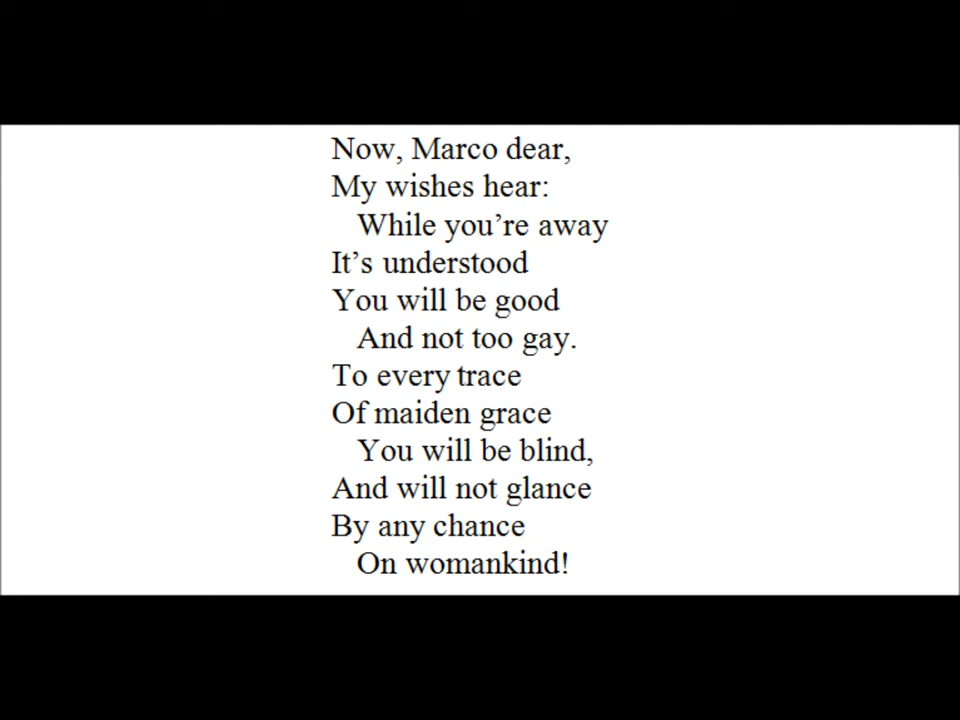 Now, Marco dear,
My wishes hear:
While you’re away
It’s understood
You will be good
And not too gay.
To every trace
Of maiden grace
You will be blind,
And will not glance
By any chance
On womankind!